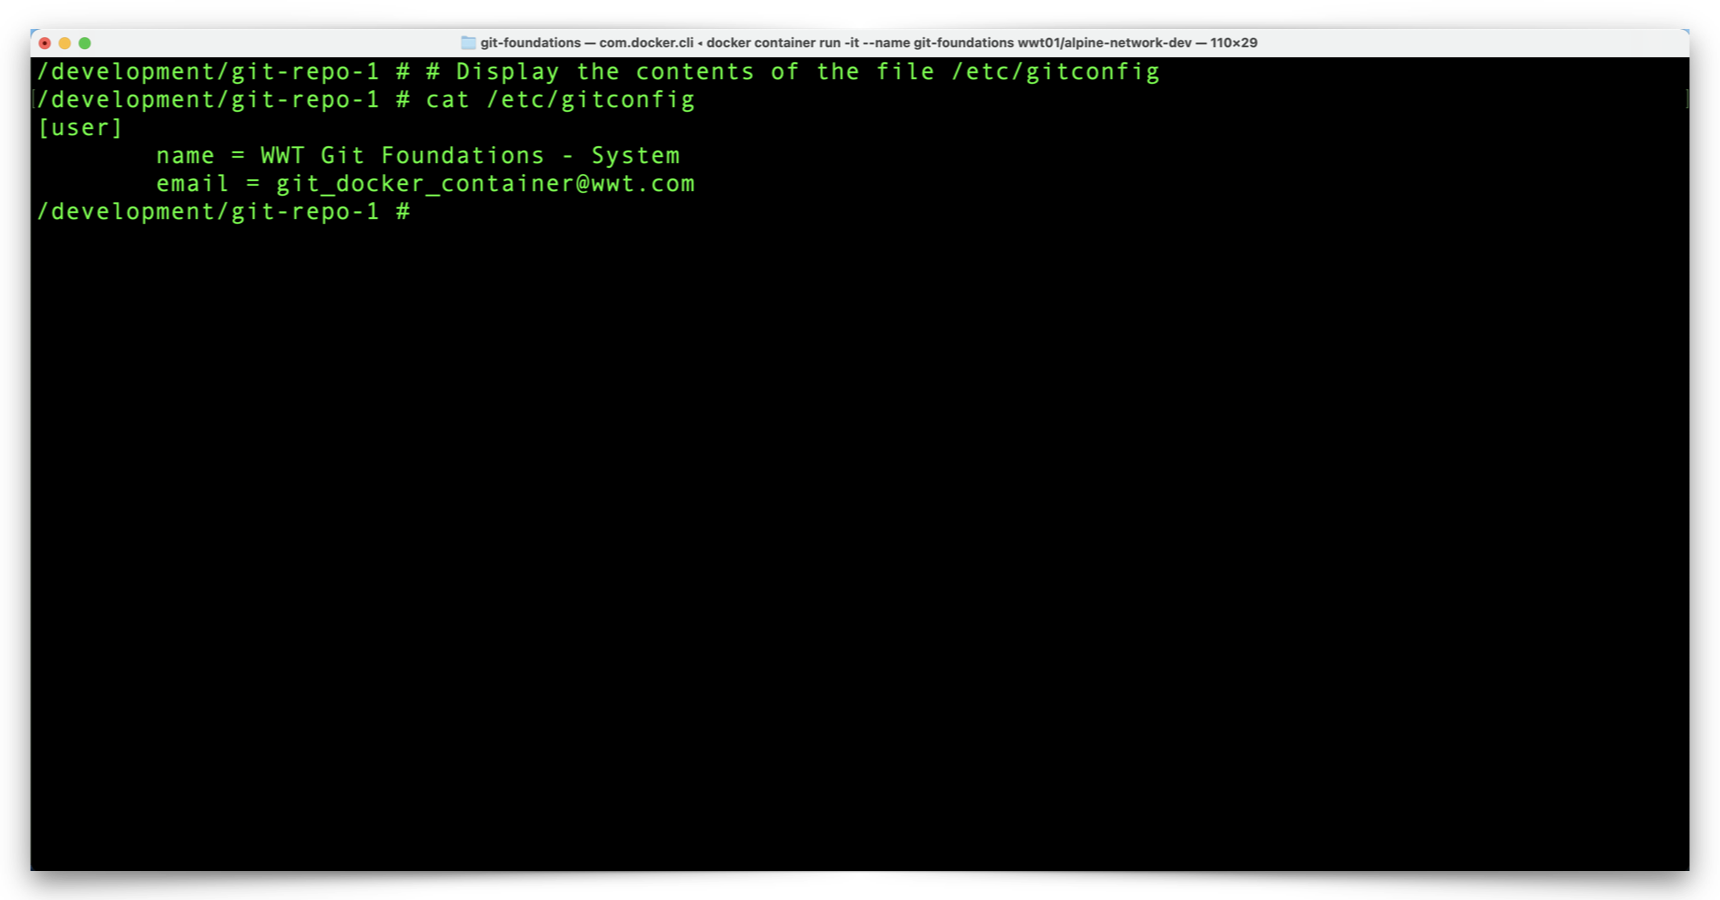 git-foundations — com.docker.cli ◂ docker container run -it --name git-foundations wwt01/alpine-network-dev — 110×29
/development/git-repo-1 # # Display the contents of the file /etc/gitconfig
/development/git-repo-1 # cat /etc/gitconfig
[user]
        name = WWT Git Foundations - System
        email = git_docker_container@wwt.com
/development/git-repo-1 #